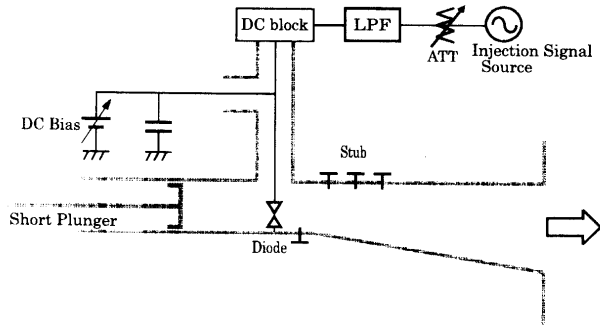 DC block
LPF
ATT
Injection Signal
Source
DC Bias
Stub
Short Plunger
Diode